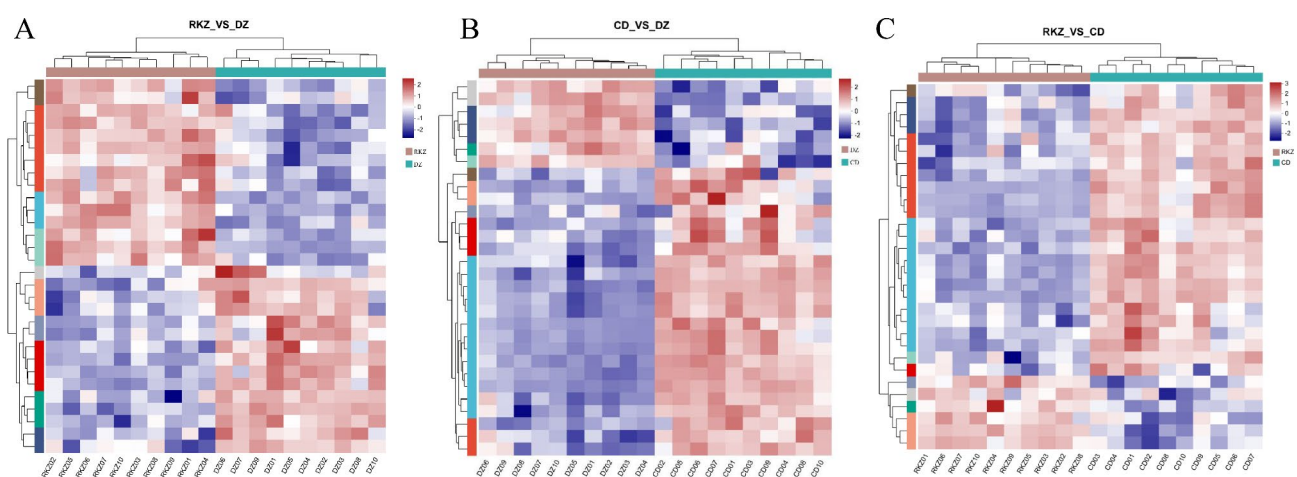 A
RKZ_VS_DZ
2
1
0
-1
-2
RKZ
DZ
RKZ02 RKZ05 RKZ06 RKZ07 RKZ10 RKZ03 RKZ08 RKZ09 RKZ01 RKZ04 DZ06 DZ07 DZ09 DZ01 DZ05 DZ04 DZ02 DZ03 DZ08 DZ10
B
CD_VS_DZ
2
1
0
-1
-2
DZ
CD
DZ06 DZ09 DZ08 DZ07 DZ10 DZ05 DZ01 DZ02 DZ03 DZ04 CD02 CD06 CD07 CD01 CD03 CD09 CD04 CD08 CD10
C
RKZ_VS_CD
3
2
1
0
-1
RKZ
CD
RKZ01 RKZ06 RKZ07 RKZ10 RKZ04 RKZ09 RKZ05 RKZ03 RKZ02 RKZ08 CD03 CD04 CD01 CD02 CD08 CD10 CD09 CD05 CD06 CD07